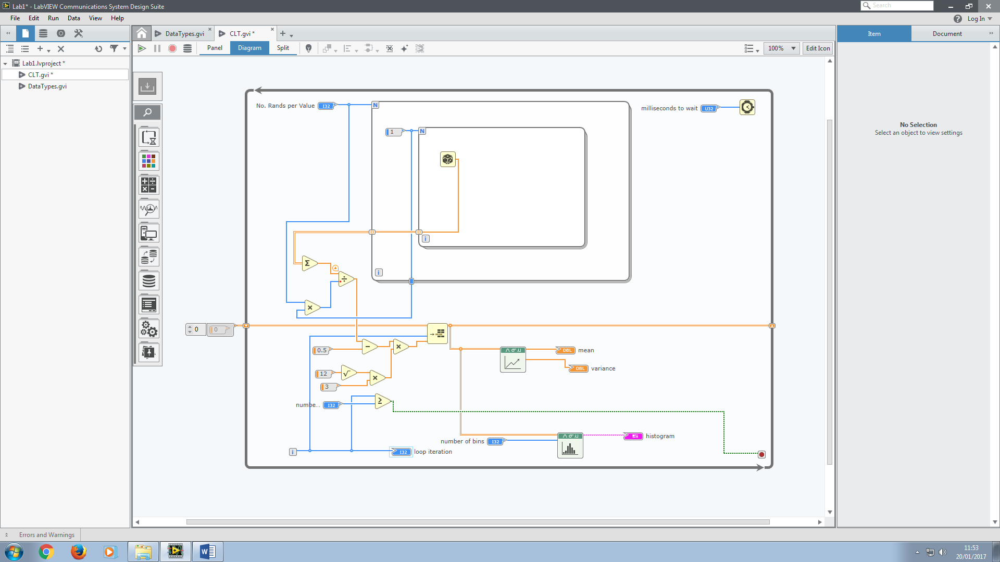 Lab1* - LabVIEW Communications System Design Suite
Search
File Edit Run Data View Help
Log In
DataTypes.gvi
CLT.gvi *
Item
Document
Panel
Diagram
Split
100%
Edit Icon
Lab1.lvproject *
CLT.gvi *
DataTypes.gvi
No Selection
Select an object to view settings
No. Rands per Value
I32
N
milliseconds to wait
U32
1
N
i
i
Σ
÷
×
0
0
0.5
−
×
12
√
3
×
DBL
mean
DBL
variance
numbe...
I32
≥
number of bins
I32
histogram
i
I32
loop iteration
Errors and Warnings
11:53
20/01/2017